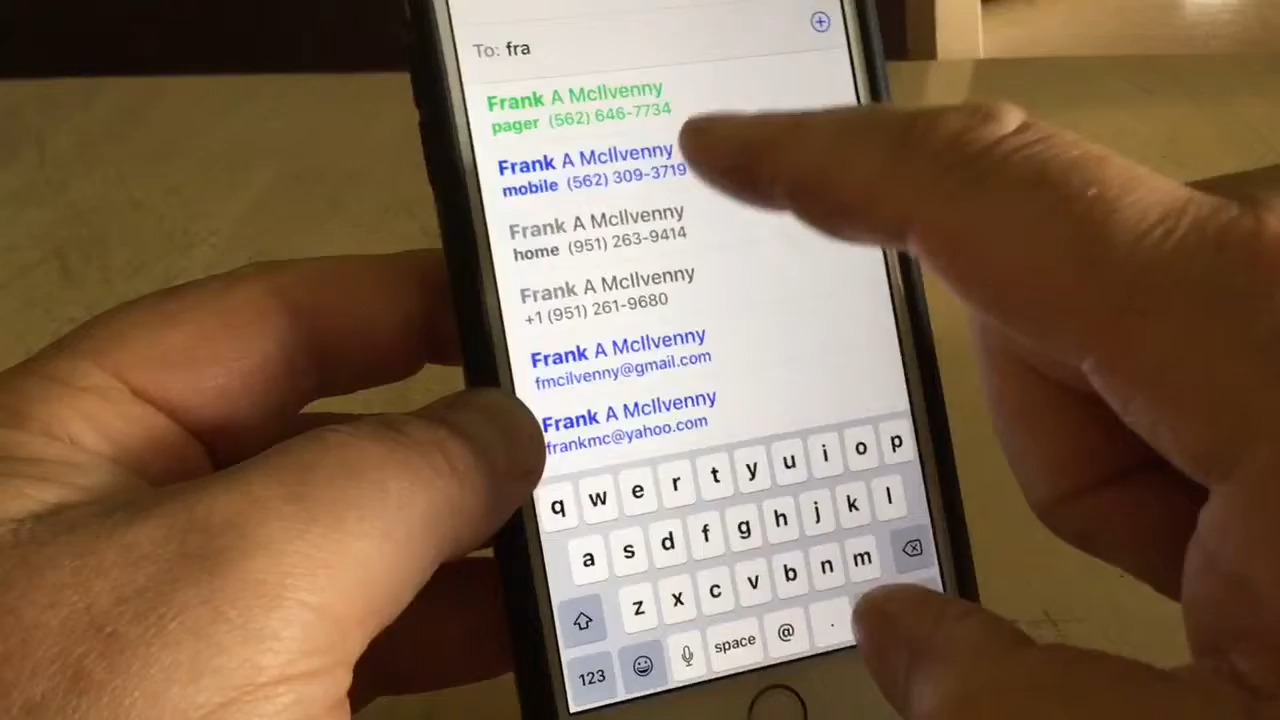 To: fra
Frank A McIlvenny
pager (562) 646-7734
Frank A McIlvenny
mobile (562) 309-3719
Frank A McIlvenny
home (951) 263-9414
Frank A McIlvenny
+1 (951) 261-9680
Frank A McIlvenny
fmcilvenny@gmail.com
Frank A McIlvenny
frankmc@yahoo.com
q w e r t y u i o p
a s d f g h j k l
z x c v b n m
123 space @ .